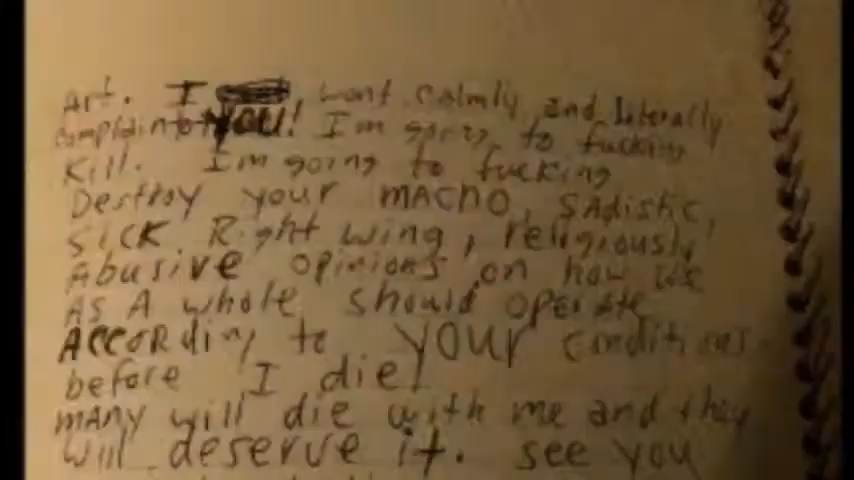 Art. I wont calmly and literally
complain to YOU! I'm going to fucking
Kill. I'm going to fucking
Destroy your MACHO, SAdistic,
SICK Right wing, religiously
Abusive opinions on how we
AS A whole should operate
ACCORDing to YOUR conditions
before I die!
MANY will die with me and they
will deserve it. see you